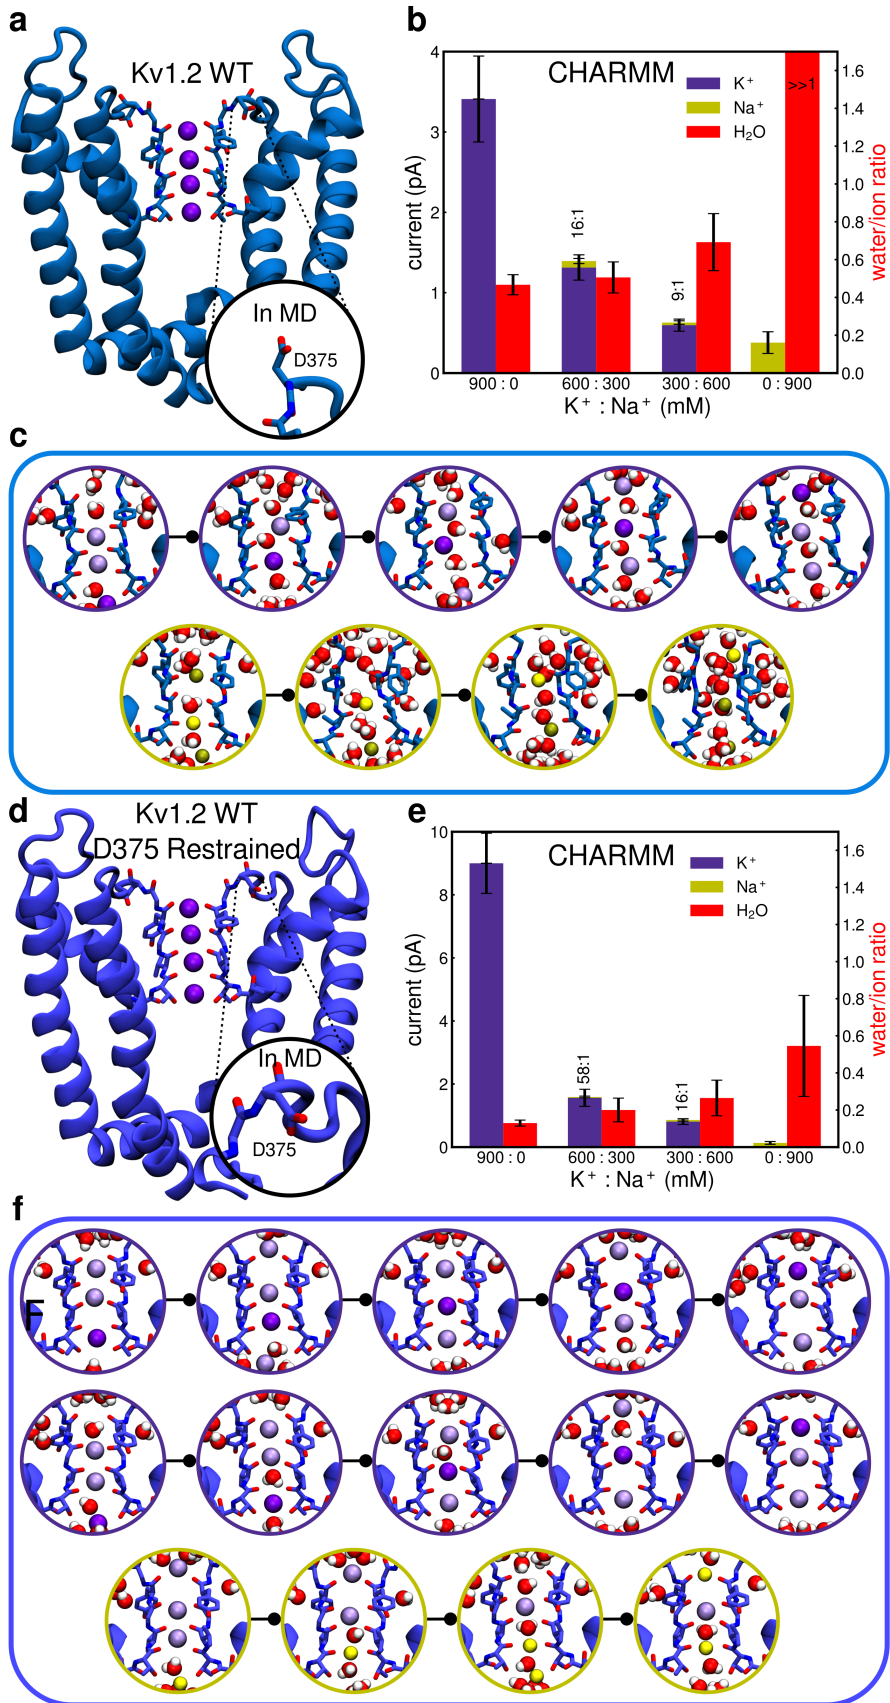 a
Kv1.2 WT
In MD
D375
b
CHARMM
K⁺
Na⁺
H₂O
>>1
16:1
9:1
4
3
2
1
0
current (pA)
1.6
1.4
1.2
1.0
0.8
0.6
0.4
0.2
0.0
water/ion ratio
900 : 0
600 : 300
300 : 600
0 : 900
K⁺ : Na⁺ (mM)
c
d
Kv1.2 WT
D375 Restrained
In MD
D375
e
CHARMM
K⁺
Na⁺
H₂O
58:1
16:1
10
8
6
4
2
0
current (pA)
1.6
1.4
1.2
1.0
0.8
0.6
0.4
0.2
0.0
water/ion ratio
900 : 0
600 : 300
300 : 600
0 : 900
K⁺ : Na⁺ (mM)
f
F